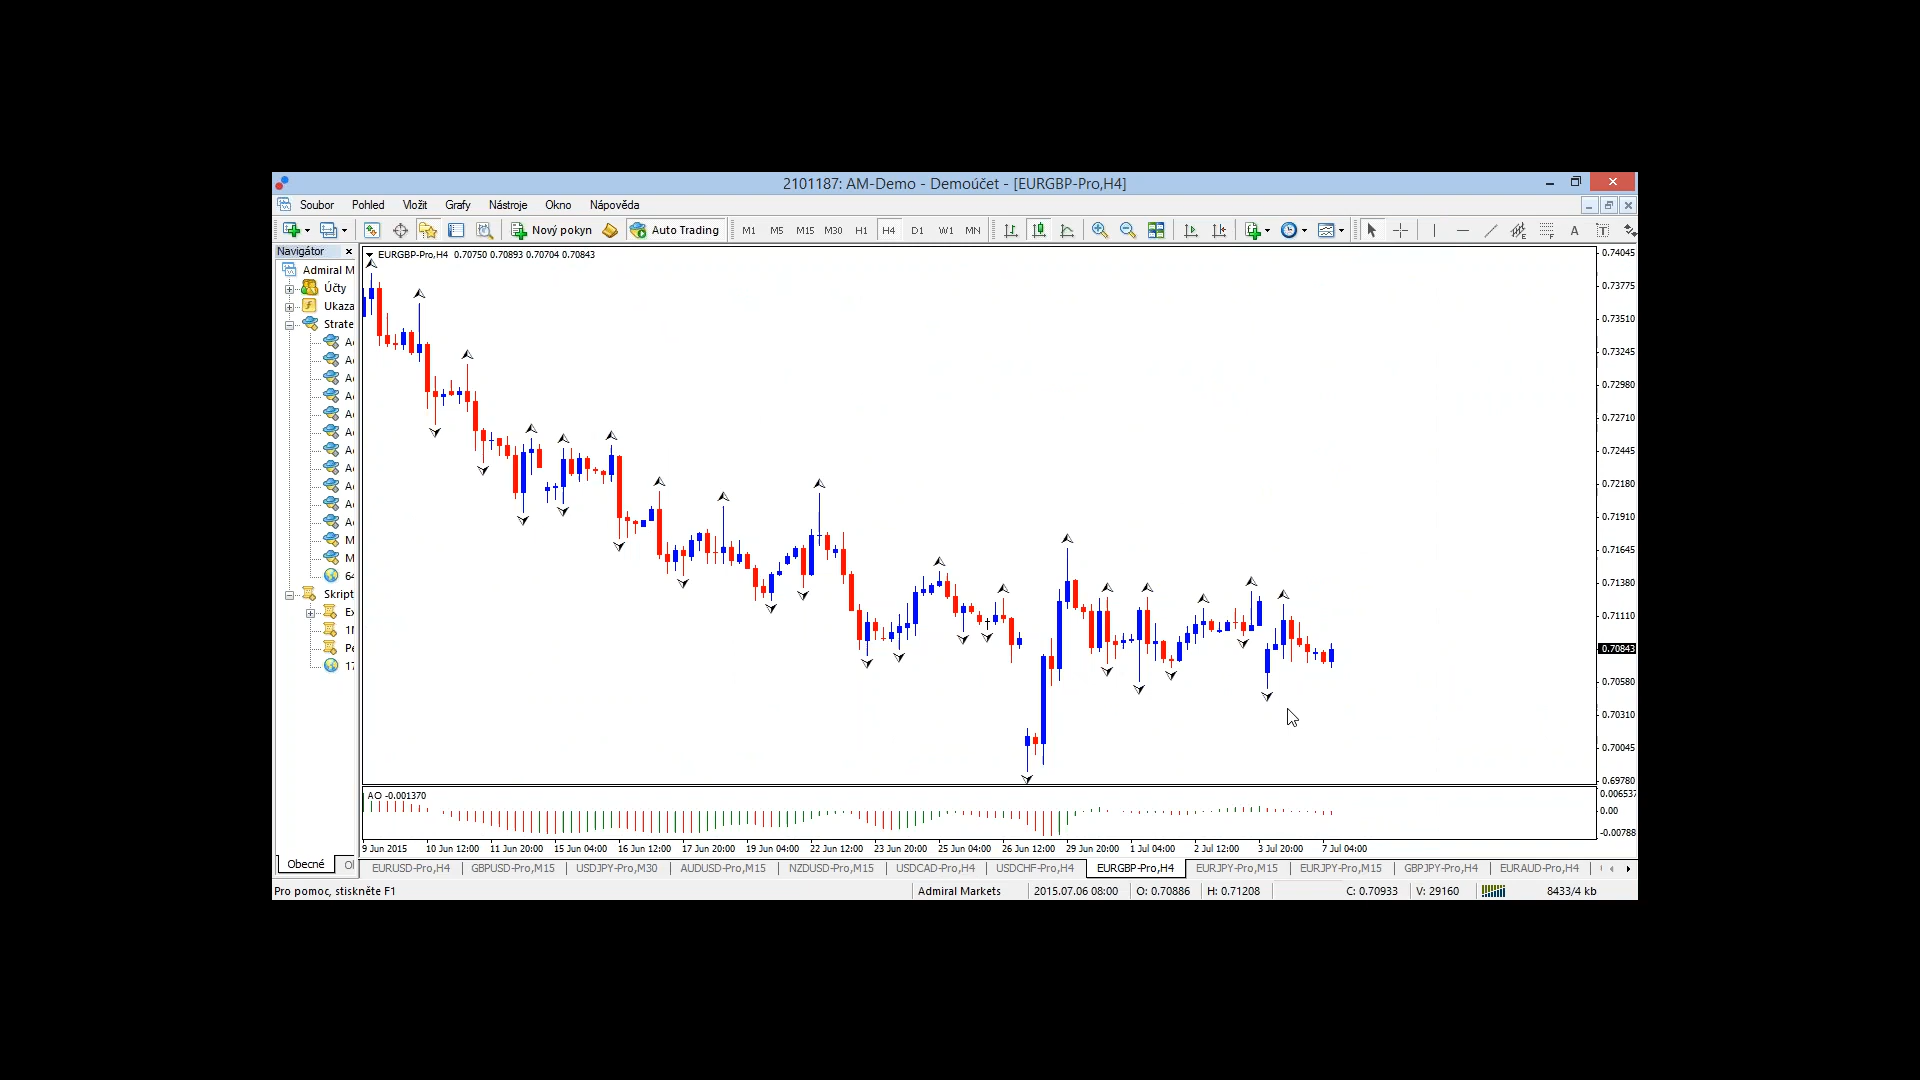 2101187: AM-Demo - Demoúčet - [EURGBP-Pro,H4]
Soubor Pohled Vložit Grafy Nástroje Okno Nápověda
Nový pokyn Auto Trading M1 M5 M15 M30 H1 H4 D1 W1 MN
Navigátor
Admiral M
Účty
Ukaza
Strate
Skript
EURGBP-Pro,H4 0.70750 0.70893 0.70704 0.70843
0.74045
0.73775
0.73510
0.73245
0.72980
0.72710
0.72445
0.72180
0.71910
0.71645
0.71380
0.71110
0.70843
0.70580
0.70310
0.70045
0.69780
AO -0.001370
0.006537
0.00
-0.00788
9 Jun 2015 10 Jun 12:00 11 Jun 20:00 15 Jun 04:00 16 Jun 12:00 17 Jun 20:00 19 Jun 04:00 22 Jun 12:00 23 Jun 20:00 25 Jun 04:00 26 Jun 12:00 29 Jun 20:00 1 Jul 04:00 2 Jul 12:00 3 Jul 20:00 7 Jul 04:00
Obecné
EURUSD-Pro,H4 GBPUSD-Pro,M15 USDJPY-Pro,M30 AUDUSD-Pro,M15 NZDUSD-Pro,M15 USDCAD-Pro,H4 USDCHF-Pro,H4 EURGBP-Pro,H4 EURJPY-Pro,M15 EURJPY-Pro,M15 GBPJPY-Pro,H4 EURAUD-Pro,H4
Pro pomoc, stiskněte F1 Admiral Markets 2015.07.06 08:00 O: 0.70886 H: 0.71208 C: 0.70933 V: 29160 8433/4 kb